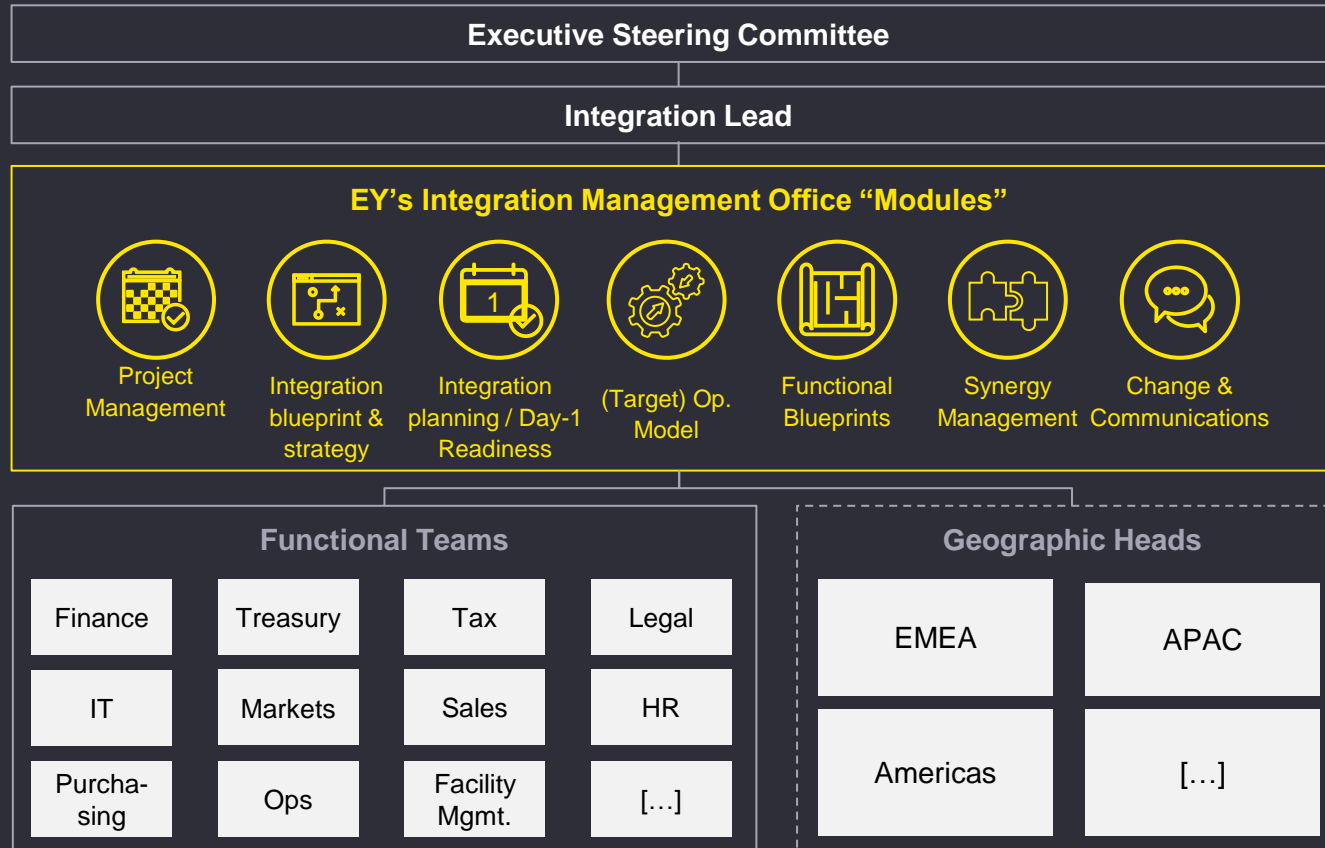 Executive Steering Committee
Integration Lead
EY's Integration Management Office “Modules”
1
Project
Management
Integration
blueprint &
strategy
Integration
planning / Day-1
Readiness
(Target) Op.
Model
Functional
Blueprints
Synergy
Management
Change &
Communications
Functional Teams
Finance
Treasury
Tax
Legal
IT
Markets
Sales
HR
Purcha-
sing
Ops
Facility
Mgmt.
[…]
Geographic Heads
EMEA
APAC
Americas
[…]